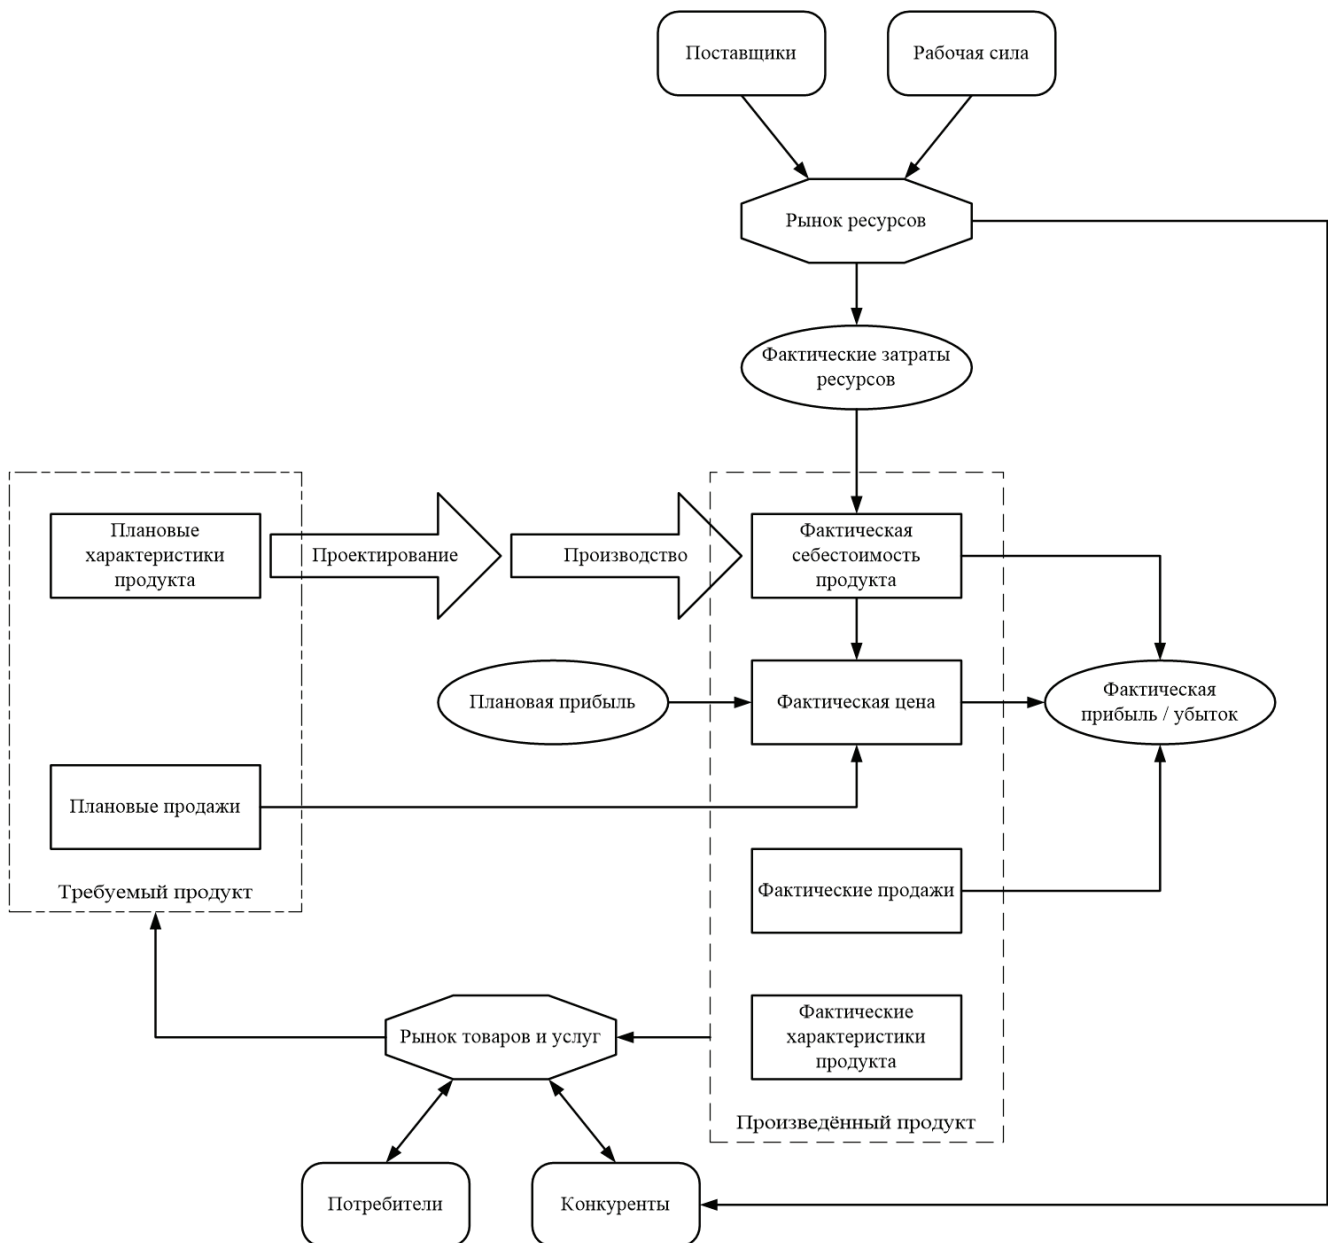 Поставщики
Рабочая сила
Рынок ресурсов
Фактические затраты
ресурсов
Плановые
характеристики
продукта
Проектирование
Производство
Фактическая
себестоимость
продукта
Плановая прибыль
Фактическая цена
Фактическая
прибыль / убыток
Плановые продажи
Требуемый продукт
Фактические продажи
Рынок товаров и услуг
Фактические
характеристики
продукта
Произведённый продукт
Потребители
Конкуренты